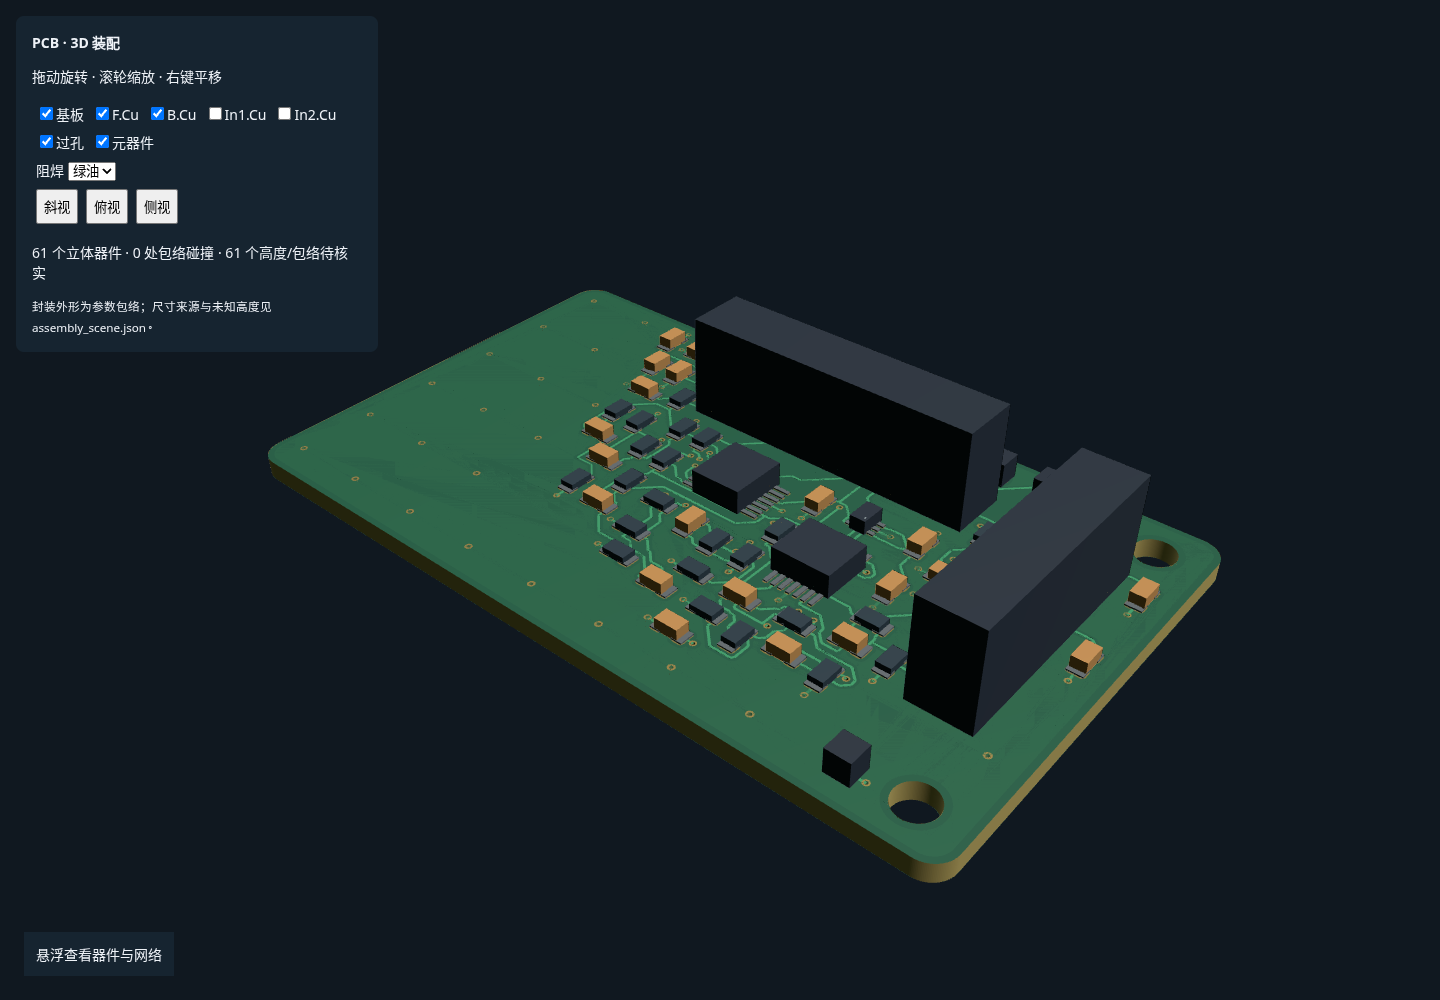 PCB · 3D 装配
拖动旋转 · 滚轮缩放 · 右键平移
基板 F.Cu B.Cu In1.Cu In2.Cu
过孔 元器件
阻焊 绿油
斜视 俯视 侧视
61 个立体器件 · 0 处包络碰撞 · 61 个高度/包络待核
实
封装外形为参数包络；尺寸来源与未知高度见
assembly_scene.json。
悬浮查看器件与网络